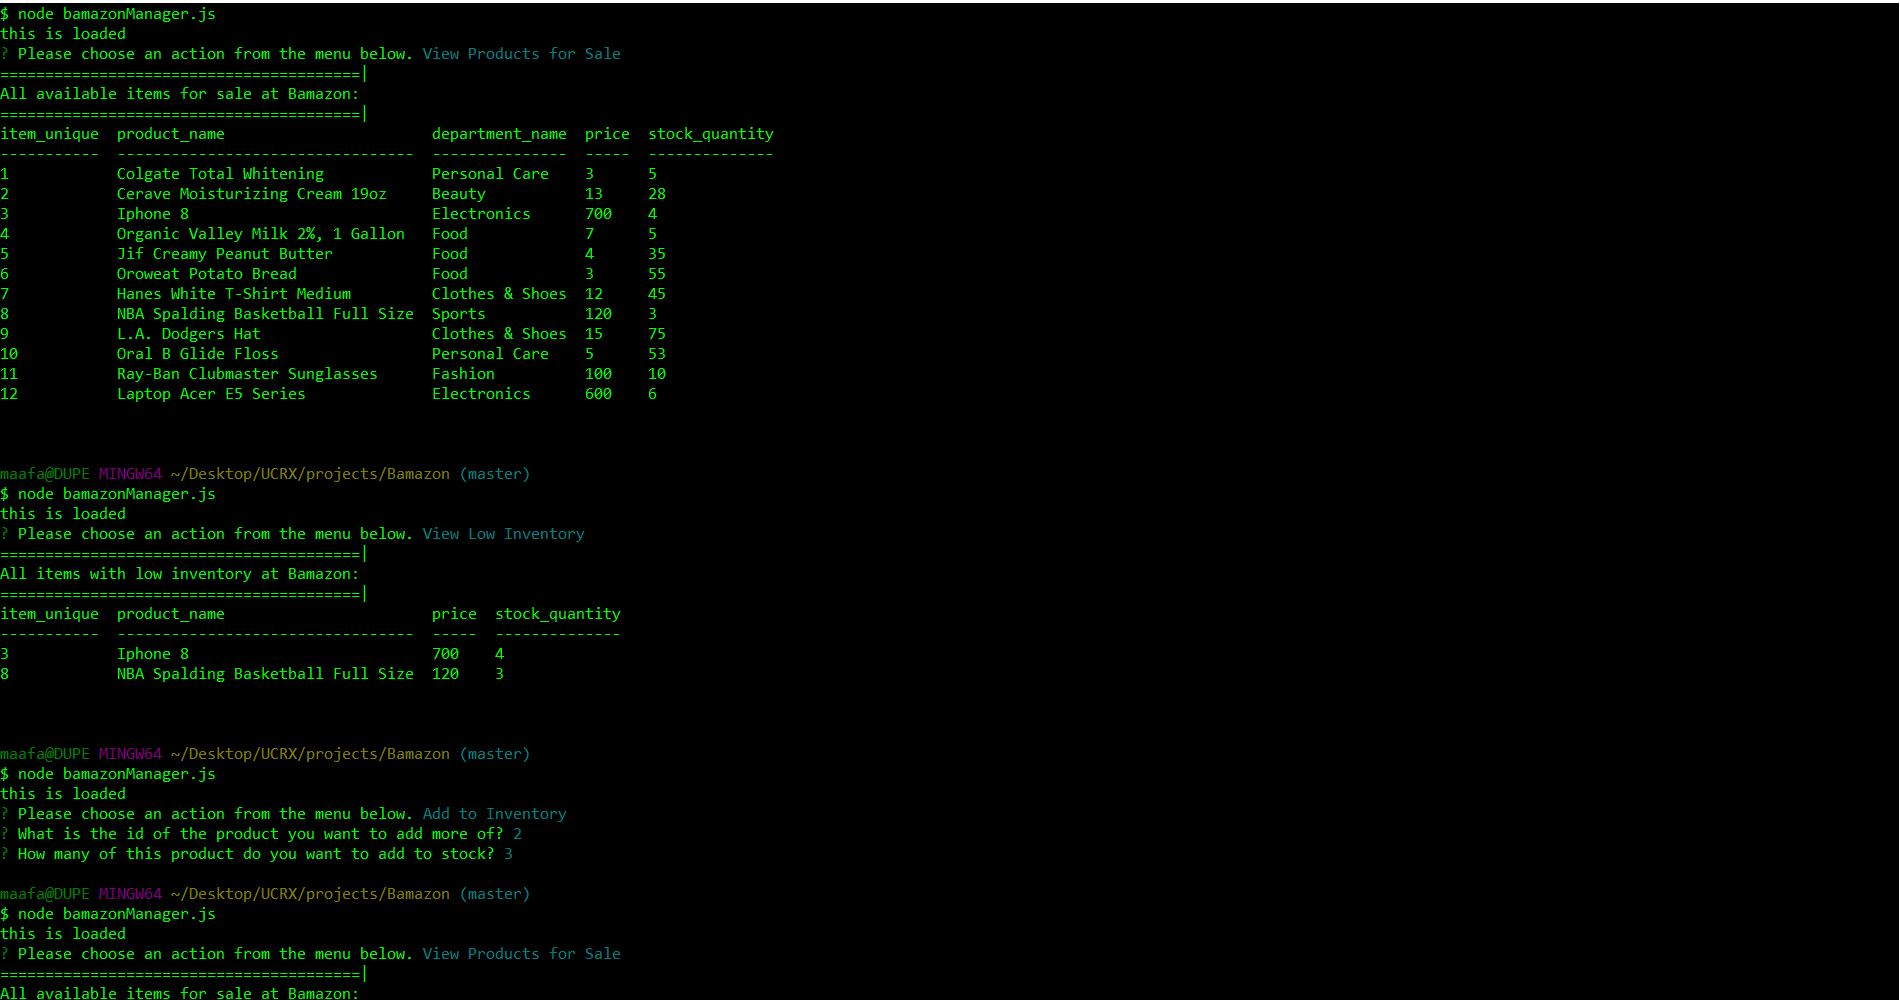 $ node bamazonManager.js
this is loaded
? Please choose an action from the menu below. View Products for Sale
========================================|
All available items for sale at Bamazon:
========================================|
item_unique  product_name                       department_name  price  stock_quantity
-----------  ---------------------------------  ---------------  -----  --------------
1            Colgate Total Whitening            Personal Care    3      5
2            Cerave Moisturizing Cream 19oz     Beauty           13     28
3            Iphone 8                           Electronics      700    4
4            Organic Valley Milk 2%, 1 Gallon   Food             7      5
5            Jif Creamy Peanut Butter           Food             4      35
6            Oroweat Potato Bread               Food             3      55
7            Hanes White T-Shirt Medium         Clothes & Shoes  12     45
8            NBA Spalding Basketball Full Size  Sports           120    3
9            L.A. Dodgers Hat                   Clothes & Shoes  15     75
10           Oral B Glide Floss                 Personal Care    5      53
11           Ray-Ban Clubmaster Sunglasses      Fashion          100    10
12           Laptop Acer E5 Series              Electronics      600    6
maafa@DUPE MINGW64 ~/Desktop/UCRX/projects/Bamazon (master)
$ node bamazonManager.js
this is loaded
? Please choose an action from the menu below. View Low Inventory
========================================|
All items with low inventory at Bamazon:
========================================|
item_unique  product_name                       price  stock_quantity
-----------  ---------------------------------  -----  --------------
3            Iphone 8                           700    4
8            NBA Spalding Basketball Full Size  120    3
maafa@DUPE MINGW64 ~/Desktop/UCRX/projects/Bamazon (master)
$ node bamazonManager.js
this is loaded
? Please choose an action from the menu below. Add to Inventory
? What is the id of the product you want to add more of? 2
? How many of this product do you want to add to stock? 3
maafa@DUPE MINGW64 ~/Desktop/UCRX/projects/Bamazon (master)
$ node bamazonManager.js
this is loaded
? Please choose an action from the menu below. View Products for Sale
========================================|
All available items for sale at Bamazon: